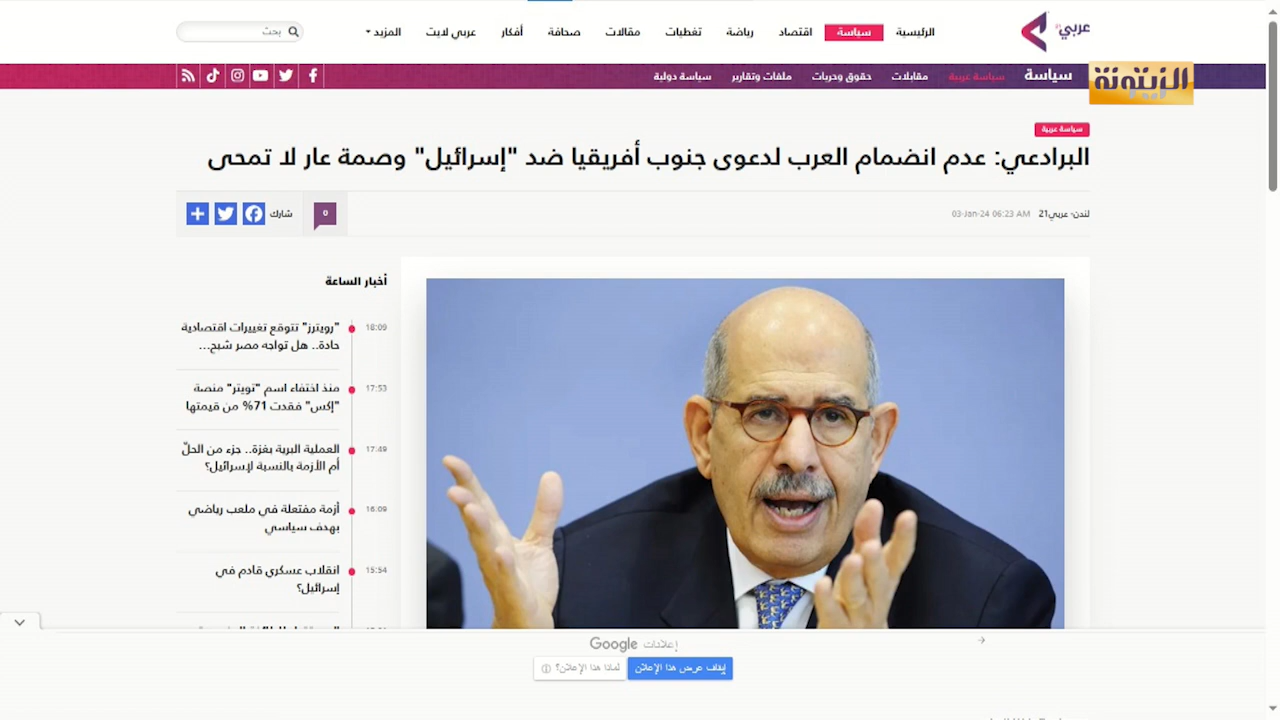 عربي21
الرئيسية
سياسة
اقتصاد
رياضة
تغطيات
مقالات
صحافة
أفكار
عربي لايت
المزيد
بحث
الزيتونة
سياسة
سياسة عربية
مقابلات
حقوق وحريات
ملفات وتقارير
سياسة دولية
سياسة عربية
البرادعي: عدم انضمام العرب لدعوى جنوب أفريقيا ضد "إسرائيل" وصمة عار لا تمحى
لندن- عربي21
03-Jan-24 06:23 AM
0
شارك
أخبار الساعة
18:09
"رويترز" تتوقع تغييرات اقتصادية
حادة.. هل تواجه مصر شبح...
17:53
منذ اختفاء اسم "تويتر" منصة
"إكس" فقدت 71% من قيمتها
17:49
العملية البرية بغزة.. جزء من الحلّ
أم الأزمة بالنسبة لإسرائيل؟
16:09
أزمة مفتعلة في ملعب رياضي
بهدف سياسي
15:54
انقلاب عسكري قادم في
إسرائيل؟
إعلانات Google
إيقاف عرض هذا الإعلان
لماذا هذا الإعلان؟